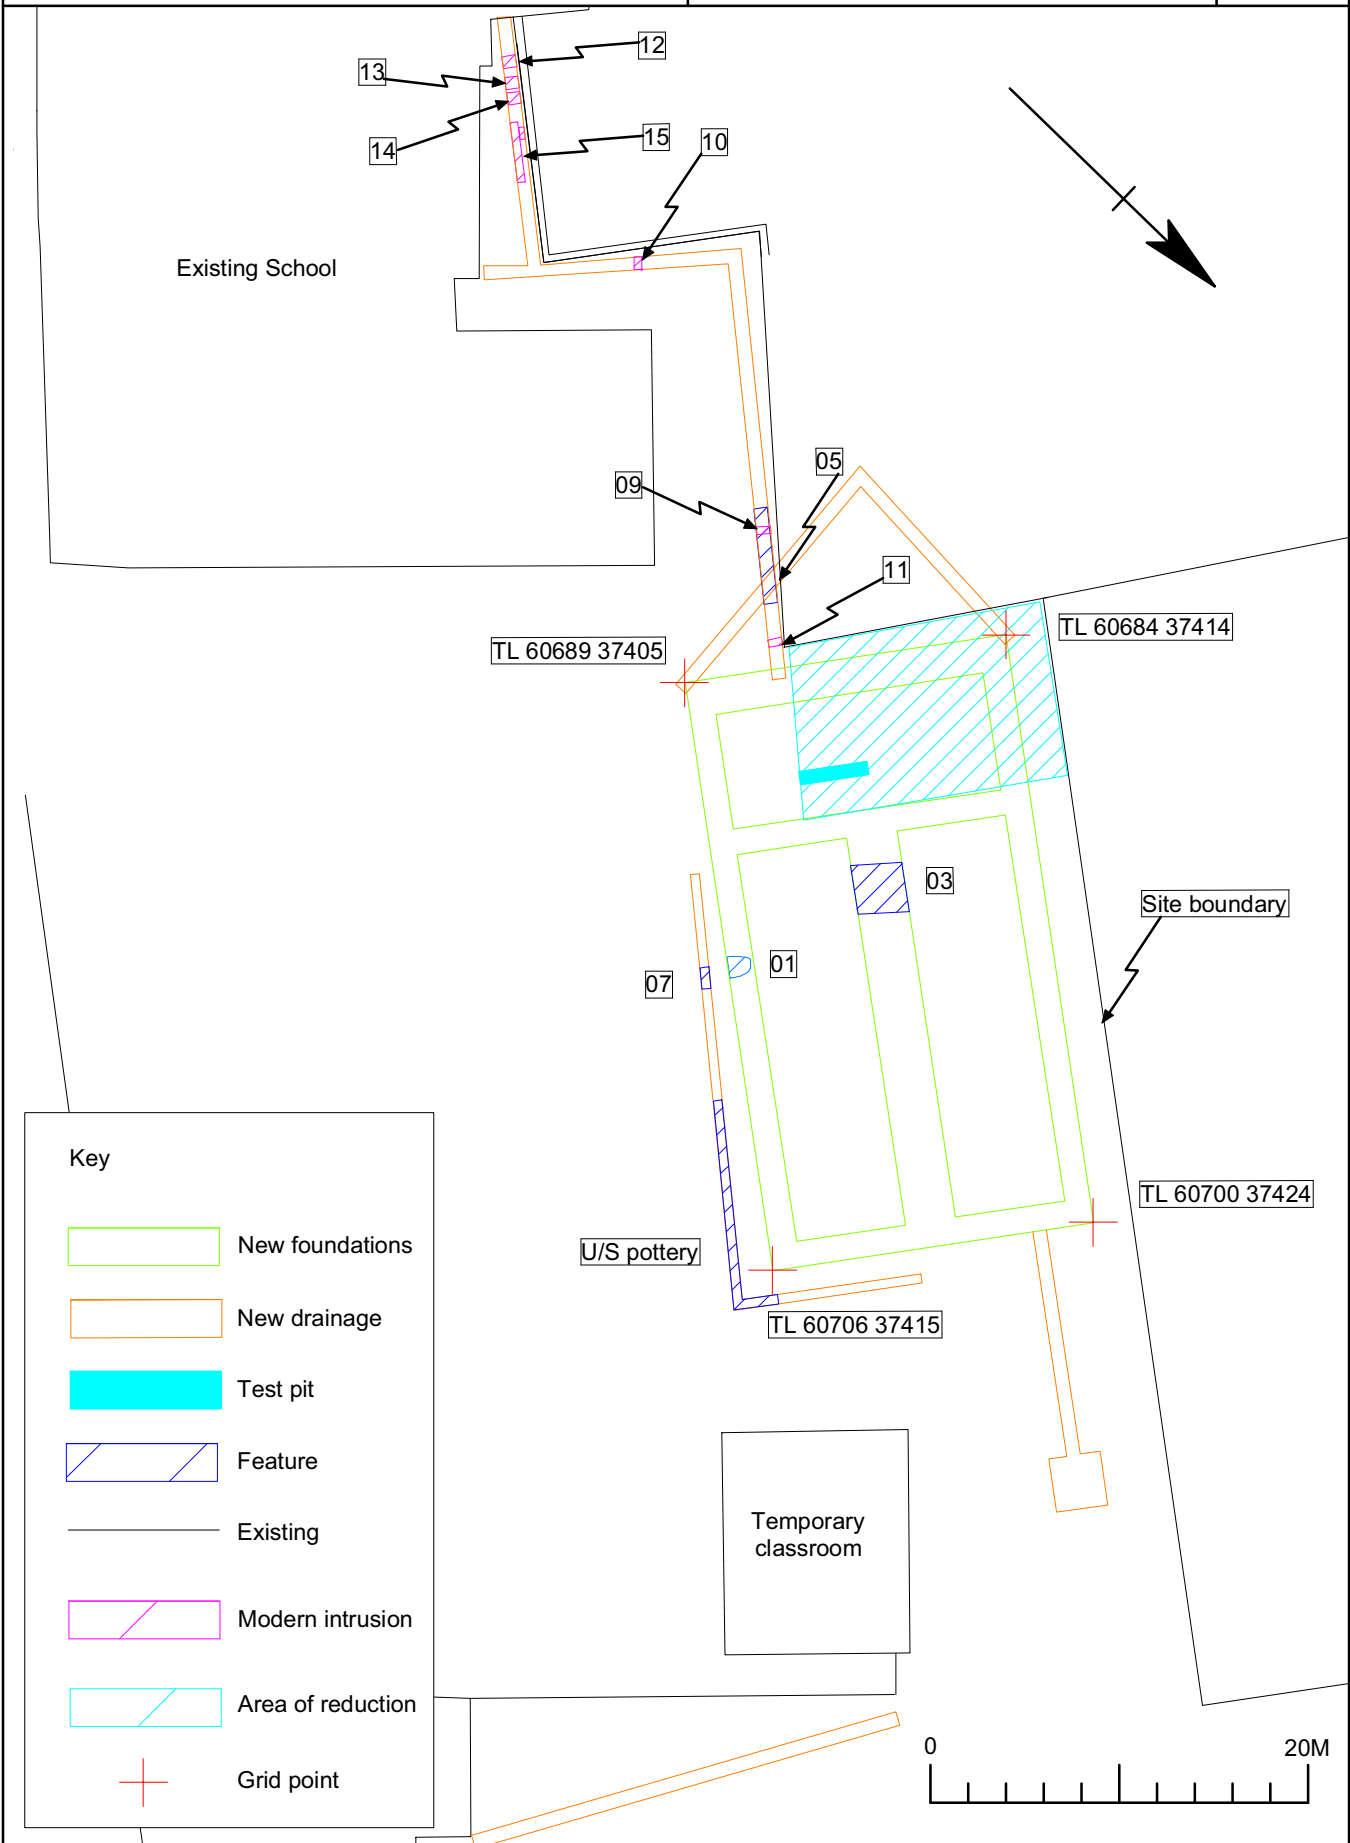 12
13
14
15
10
Existing School
05
09
11
TL 60689 37405
TL 60684 37414
03
Site boundary
01
07
Key
New foundations
New drainage
Test pit
Feature
Existing
Modern intrusion
Area of reduction
Grid point
TL 60700 37424
U/S pottery
TL 60706 37415
Temporary
classroom
0
20M